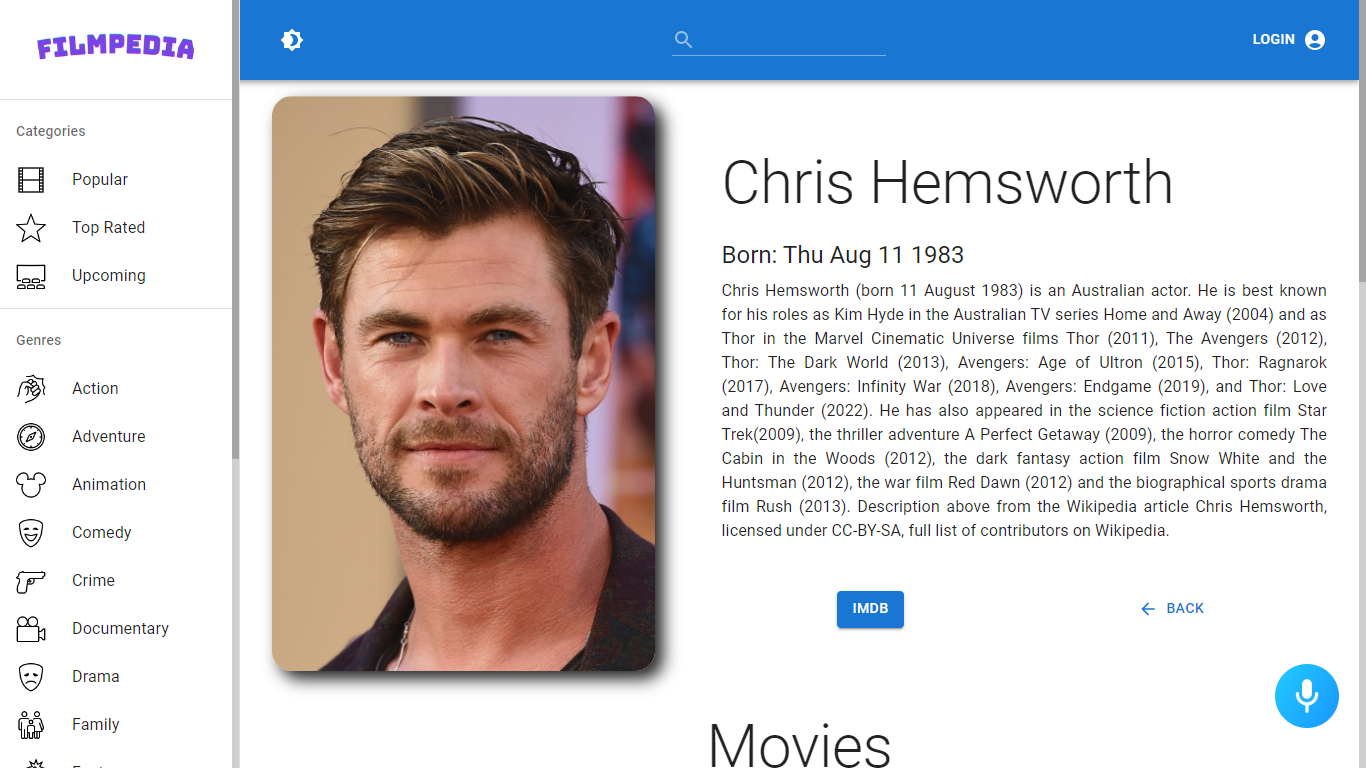 FILMPEDIA
LOGIN
Categories
Popular
Top Rated
Upcoming
Genres
Action
Adventure
Animation
Comedy
Crime
Documentary
Drama
Family
Chris Hemsworth
Born: Thu Aug 11 1983
Chris Hemsworth (born 11 August 1983) is an Australian actor. He is best known
for his roles as Kim Hyde in the Australian TV series Home and Away (2004) and as
Thor in the Marvel Cinematic Universe films Thor (2011), The Avengers (2012),
Thor: The Dark World (2013), Avengers: Age of Ultron (2015), Thor: Ragnarok
(2017), Avengers: Infinity War (2018), Avengers: Endgame (2019), and Thor: Love
and Thunder (2022). He has also appeared in the science fiction action film Star
Trek(2009), the thriller adventure A Perfect Getaway (2009), the horror comedy The
Cabin in the Woods (2012), the dark fantasy action film Snow White and the
Huntsman (2012), the war film Red Dawn (2012) and the biographical sports drama
film Rush (2013). Description above from the Wikipedia article Chris Hemsworth,
licensed under CC-BY-SA, full list of contributors on Wikipedia.
IMDB
BACK
Movies